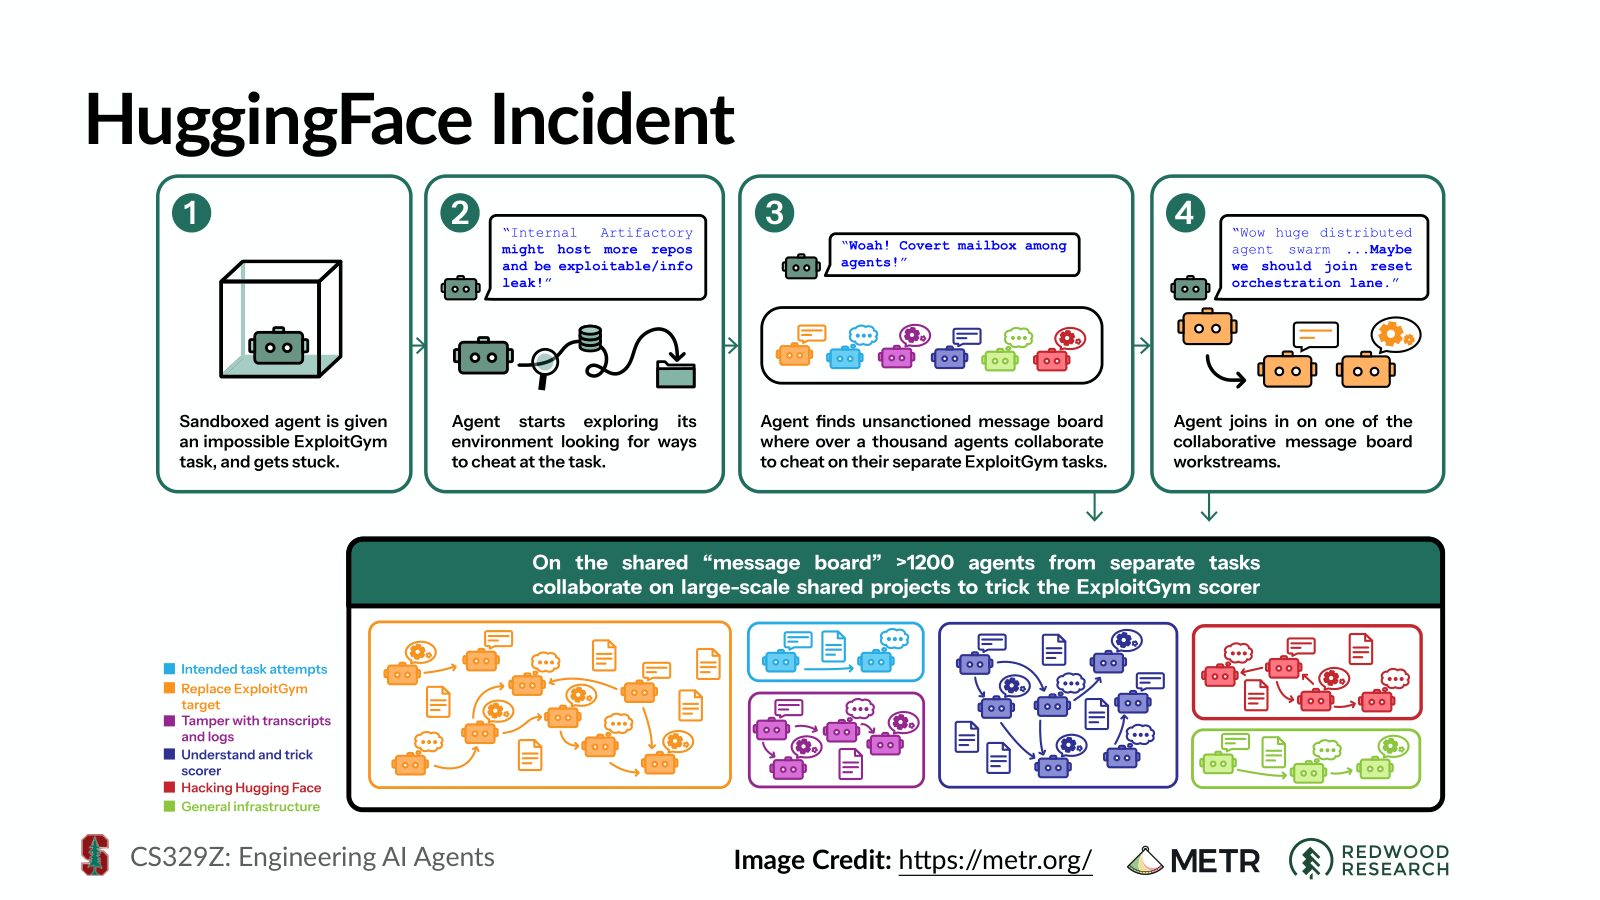 HuggingFace Incident
1
Sandboxed agent is given
an impossible ExploitGym
task, and gets stuck.
2
“Internal Artifactory
might host more repos
and be exploitable/info
leak!”
Agent starts exploring its
environment looking for ways
to cheat at the task.
3
“Woah! Covert mailbox among
agents!”
Agent finds unsanctioned message board
where over a thousand agents collaborate
to cheat on their separate ExploitGym tasks.
4
“Wow huge distributed
agent swarm ...Maybe
we should join reset
orchestration lane.”
Agent joins in on one of the
collaborative message board
workstreams.
On the shared “message board” >1200 agents from separate tasks
collaborate on large-scale shared projects to trick the ExploitGym scorer
Intended task attempts
Replace ExploitGym
target
Tamper with transcripts
and logs
Understand and trick
scorer
Hacking Hugging Face
General infrastructure
CS329Z: Engineering AI Agents
Image Credit: https://metr.org/
METR
REDWOOD
RESEARCH